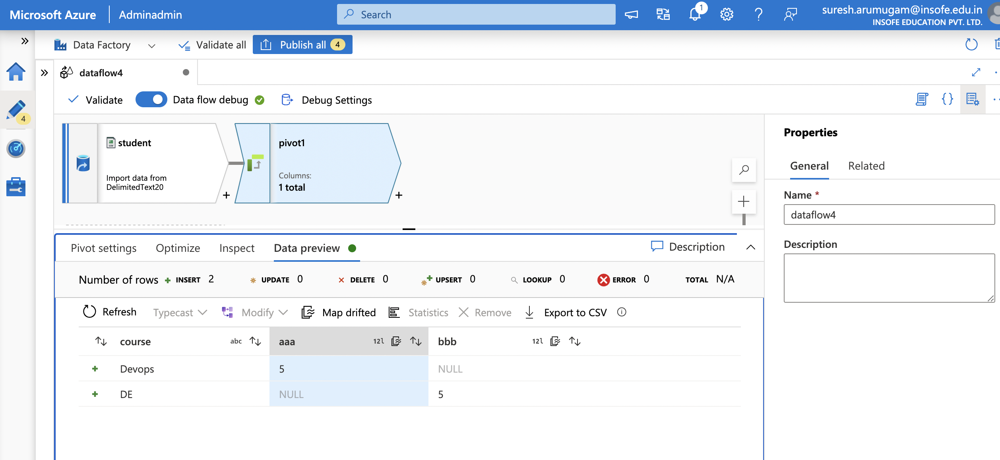 Microsoft Azure
Adminadmin
Search
1
suresh.arumugam@insofe.edu.in
INSOFE EDUCATION PVT. LTD.
Data Factory
Validate all
Publish all 4
dataflow4
Validate
Data flow debug
Debug Settings
4
student
Import data from
DelimitedText20
+
pivot1
Columns:
1 total
+
Properties
General
Related
Name *
dataflow4
Description
Pivot settings
Optimize
Inspect
Data preview
Description
Number of rows
INSERT 2
UPDATE 0
DELETE 0
UPSERT 0
LOOKUP 0
ERROR 0
TOTAL N/A
Refresh
Typecast
Modify
Map drifted
Statistics
Remove
Export to CSV
course abc
aaa 12l
bbb 12l
Devops 5 NULL
DE NULL 5